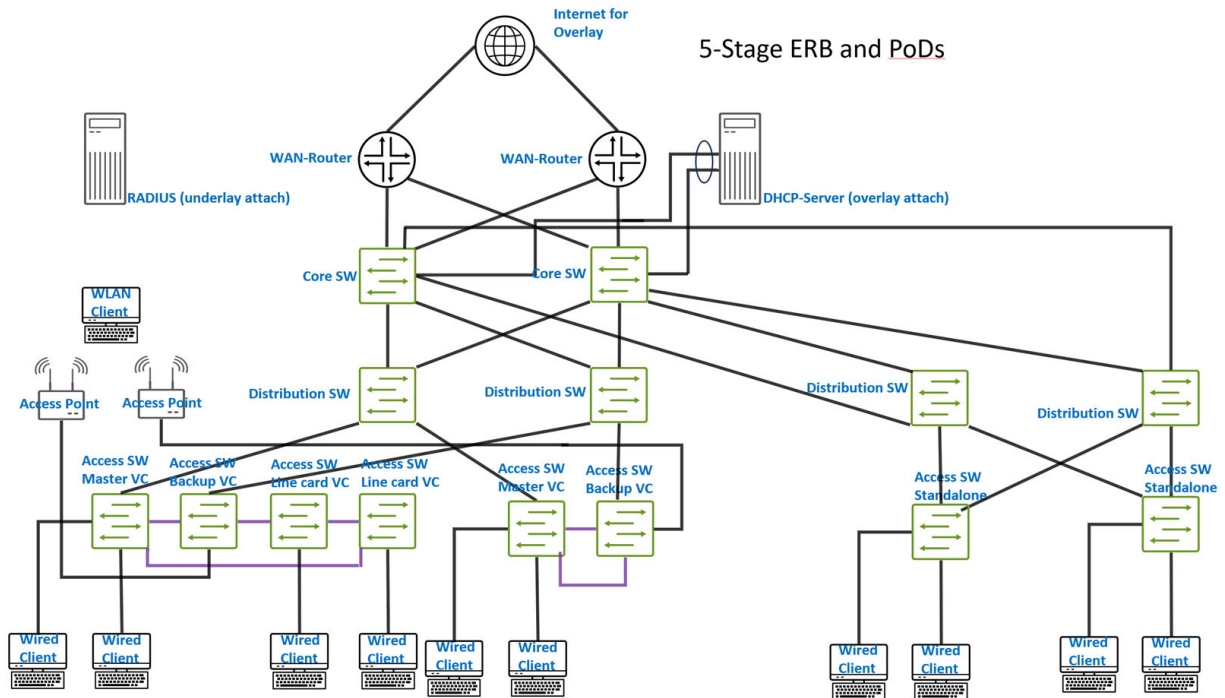 Internet for
Overlay
5-Stage ERB and PoDs
WAN-Router
WAN-Router
RADIUS (underlay attach)
DHCP-Server (overlay attach)
Core SW
Core SW
WLAN
Client
Access Point
Access Point
Distribution SW
Distribution SW
Distribution SW
Distribution SW
Access SW
Master VC
Access SW
Backup VC
Access SW
Line card VC
Access SW
Line card VC
Access SW
Master VC
Access SW
Backup VC
Access SW
Standalone
Access SW
Standalone
Wired
Client
Wired
Client
Wired
Client
Wired
Client
Wired
Client
Wired
Client
Wired
Client
Wired
Client
Wired
Client
Wired
Client